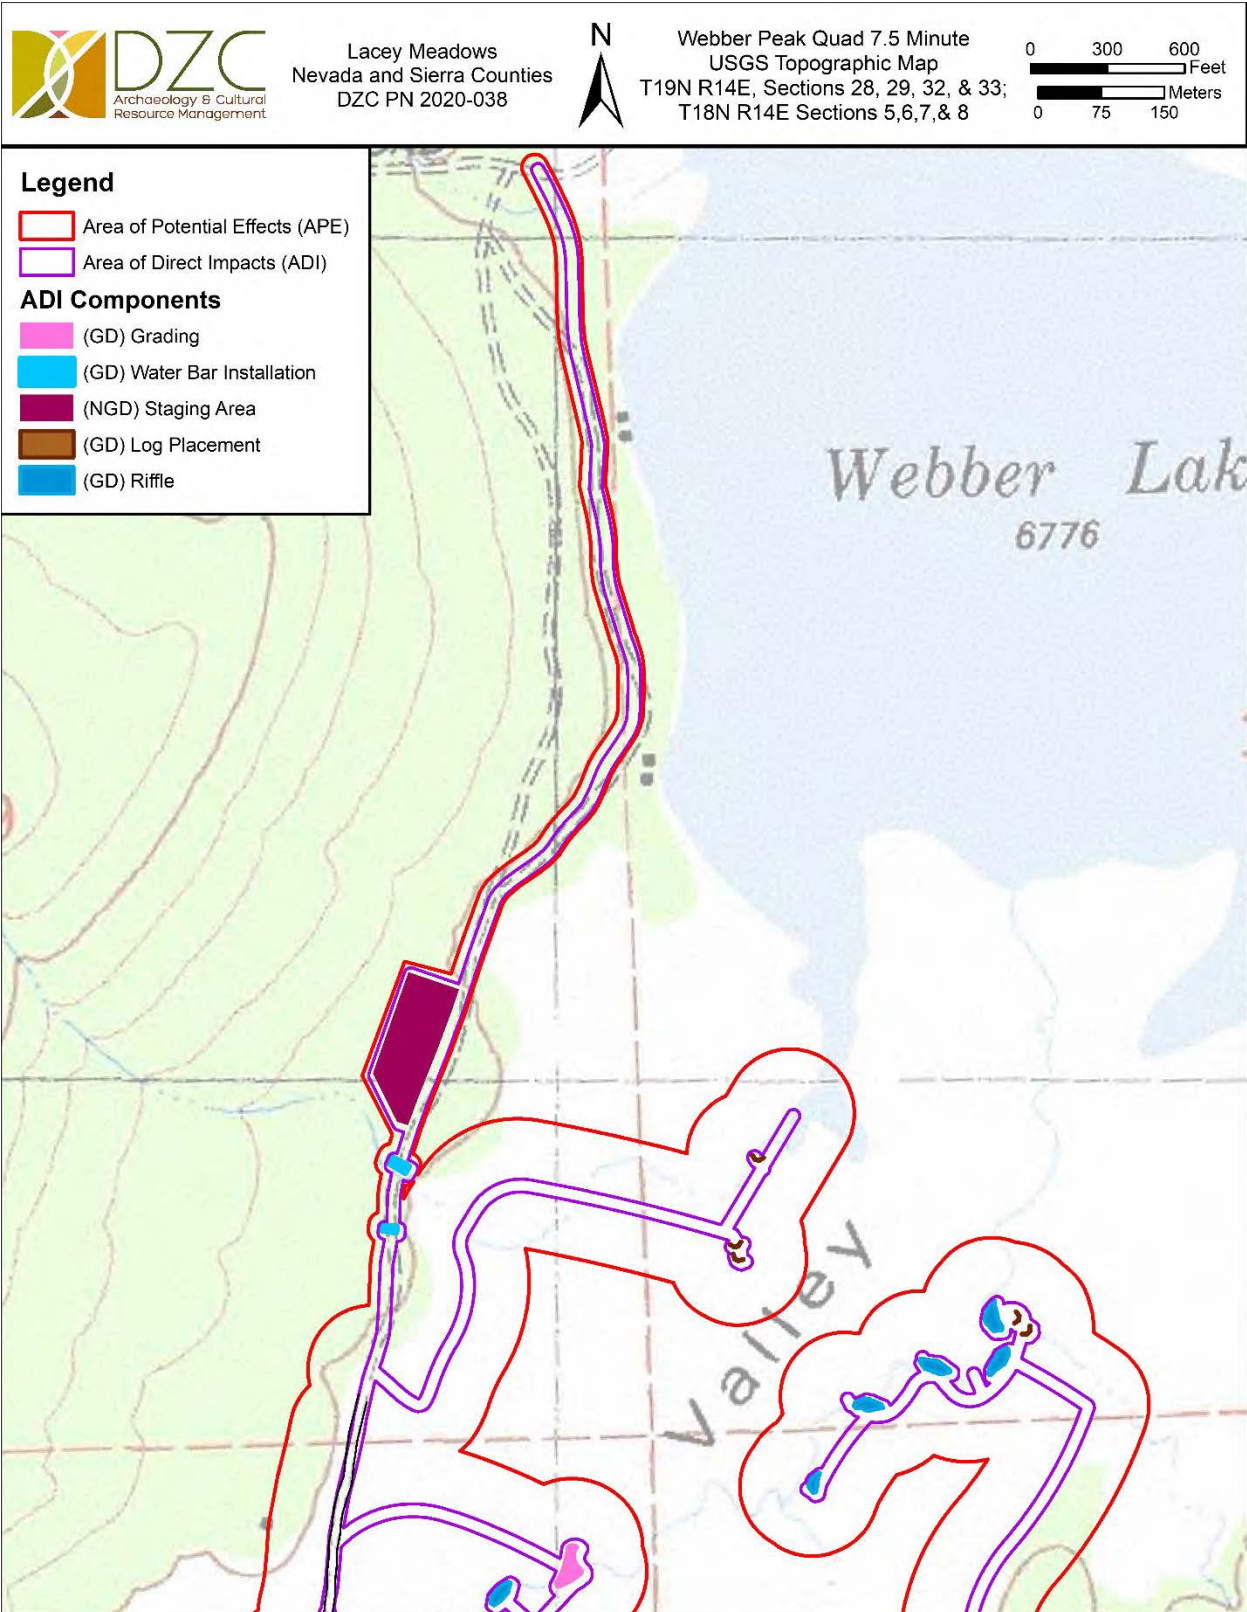 DZC
Archaeology & Cultural
Resource Management
Lacey Meadows
Nevada and Sierra Counties
DZC PN 2020-038
N
Webber Peak Quad 7.5 Minute
USGS Topographic Map
T19N R14E, Sections 28, 29, 32, & 33;
T18N R14E Sections 5,6,7,& 8
0 300 600
Feet
Meters
0 75 150
Legend
Area of Potential Effects (APE)
Area of Direct Impacts (ADI)
ADI Components
(GD) Grading
(GD) Water Bar Installation
(NGD) Staging Area
(GD) Log Placement
(GD) Riffle
Webber Lak
6776
Valley